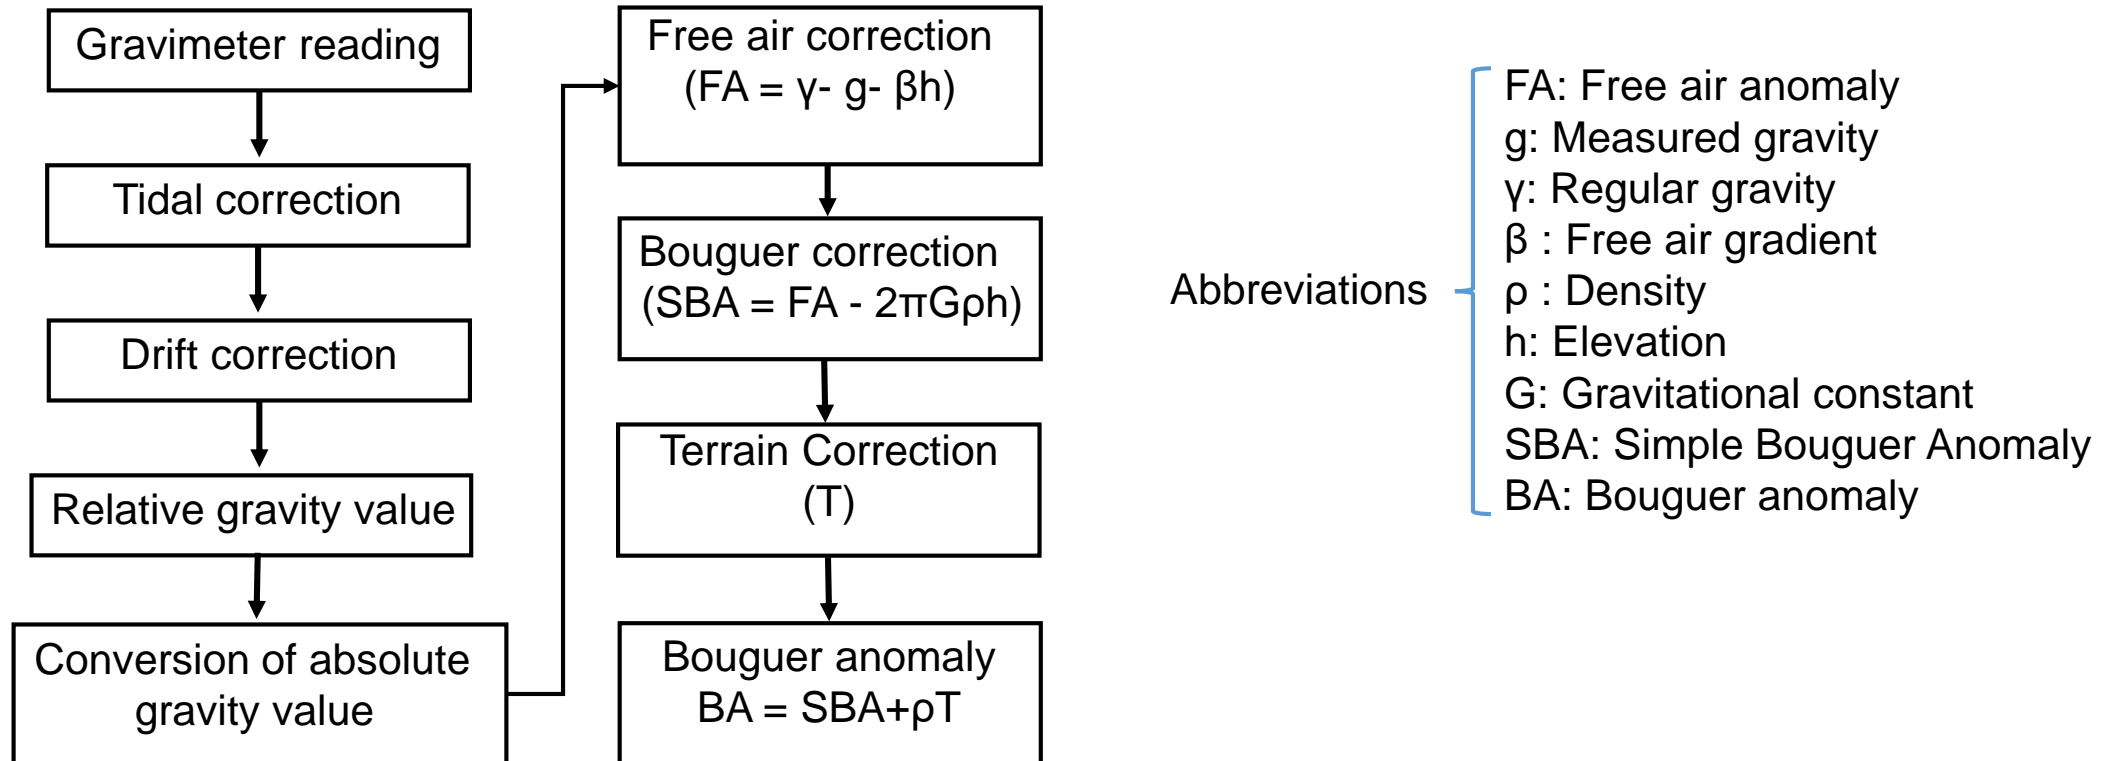 Gravimeter reading
Tidal correction
Drift correction
Relative gravity value
Conversion of absolute
gravity value
Free air correction
(FA = γ- g- βh)
Bouguer correction
(SBA = FA - 2πGρh)
Terrain Correction
(T)
Bouguer anomaly
BA = SBA+ρT
Abbreviations
FA: Free air anomaly
g: Measured gravity
γ: Regular gravity
β : Free air gradient
ρ : Density
h: Elevation
G: Gravitational constant
SBA: Simple Bouguer Anomaly
BA: Bouguer anomaly